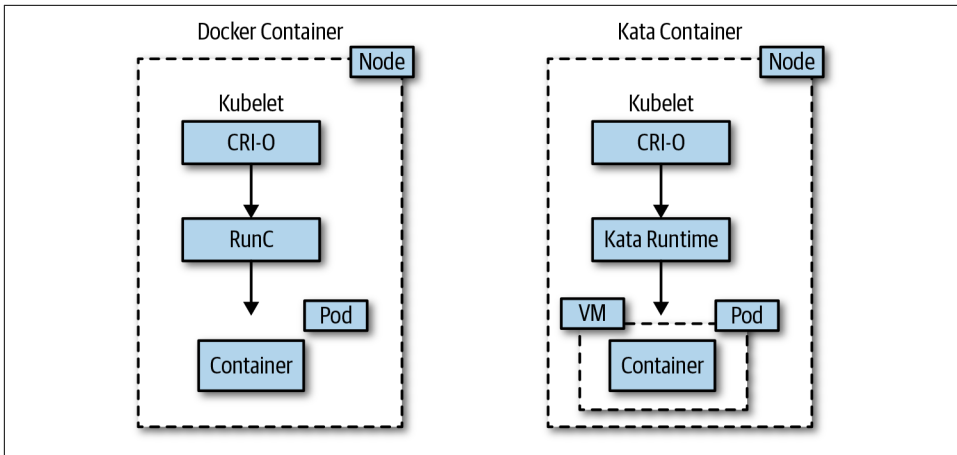 Docker Container
Node
Kubelet
CRI-O
RunC
Pod
Container
Kata Container
Node
Kubelet
CRI-O
Kata Runtime
VM
Pod
Container